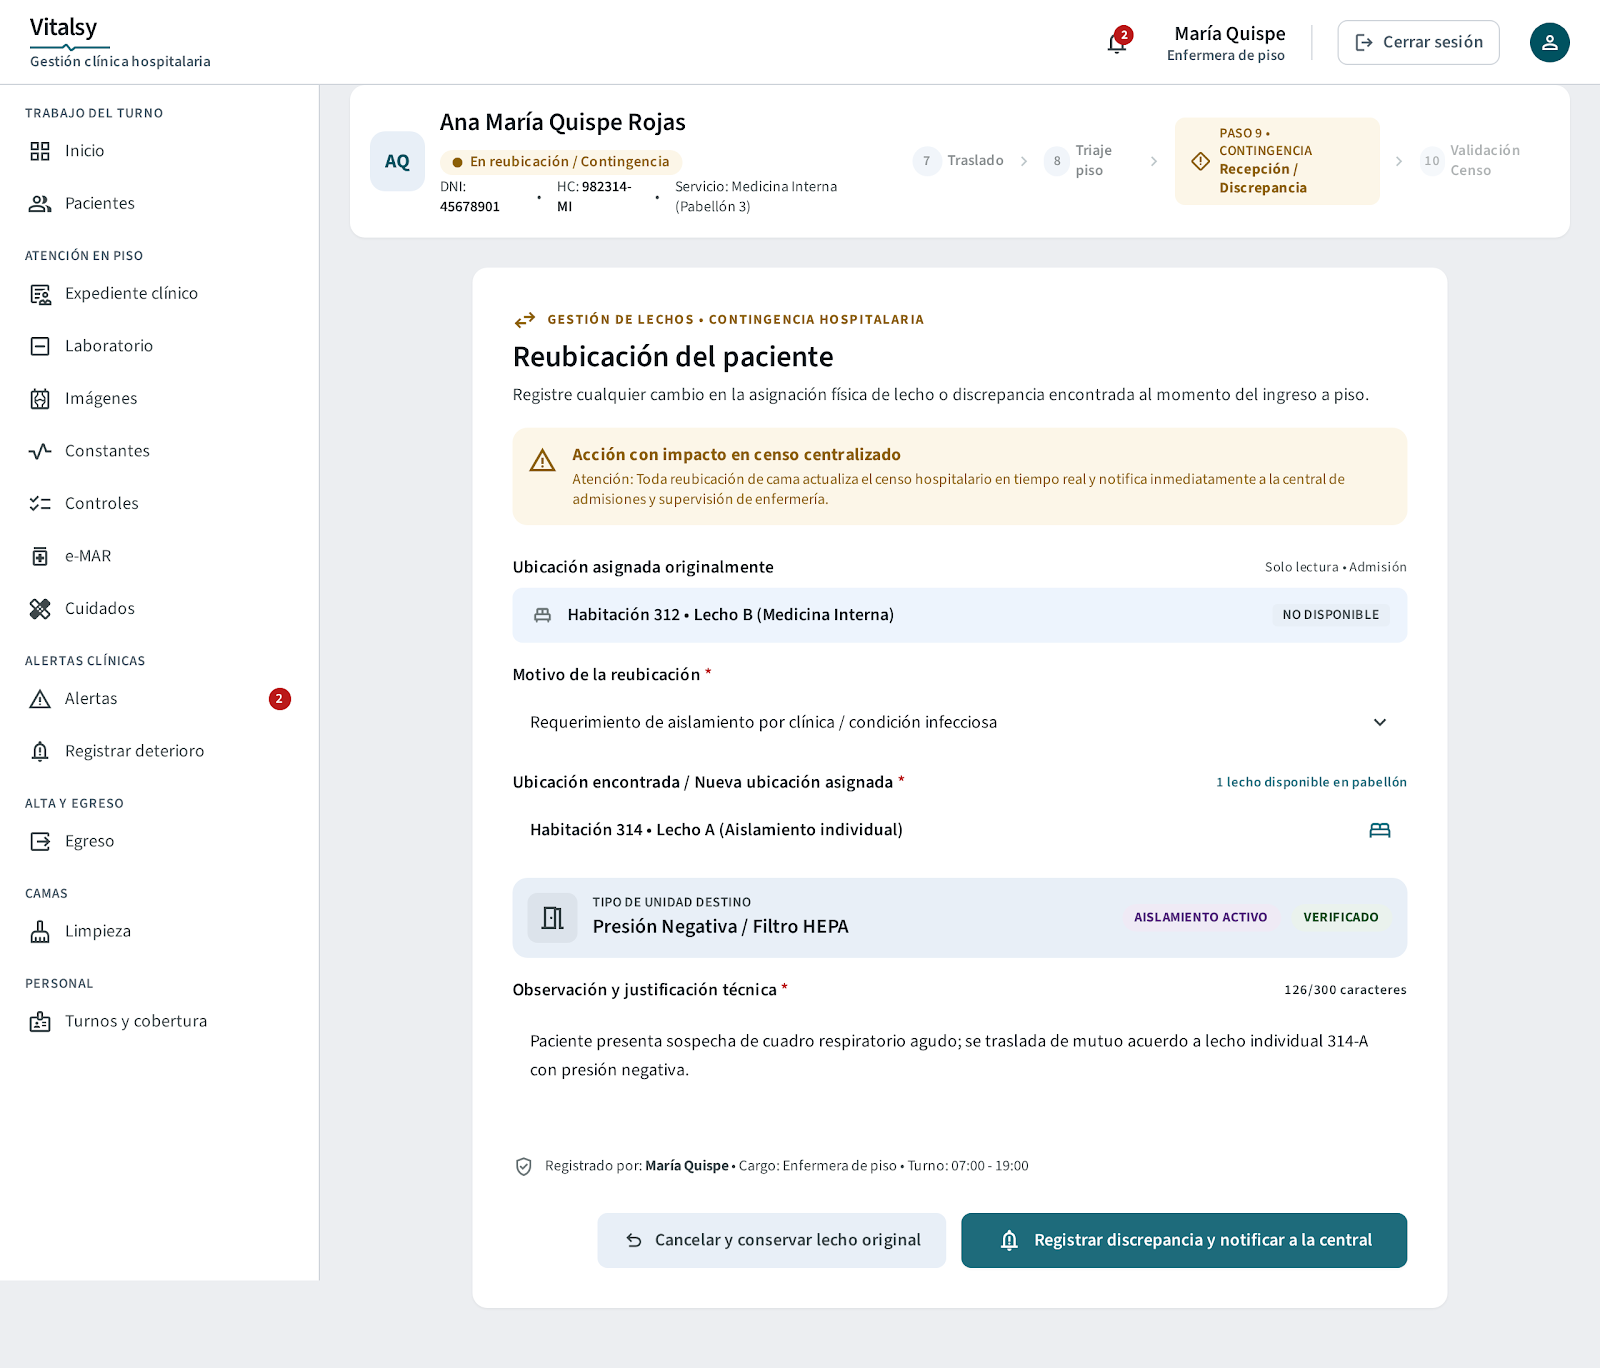 Vitalsy
Gestión clínica hospitalaria
2
María Quispe
Enfermera de piso
Cerrar sesión
TRABAJO DEL TURNO
Inicio
Pacientes
ATENCIÓN EN PISO
Expediente clínico
Laboratorio
Imágenes
Constantes
Controles
e-MAR
Cuidados
ALERTAS CLÍNICAS
Alertas
2
Registrar deterioro
ALTA Y EGRESO
Egreso
CAMAS
Limpieza
PERSONAL
Turnos y cobertura
AQ
Ana María Quispe Rojas
En reubicación / Contingencia
DNI:
45678901
•
HC: 982314-
MI
•
Servicio: Medicina Interna
(Pabellón 3)
7
Traslado
8
Triaje
piso
PASO 9 •
CONTINGENCIA
Recepción /
Discrepancia
10
Validación
Censo
GESTIÓN DE LECHOS • CONTINGENCIA HOSPITALARIA
Reubicación del paciente
Registre cualquier cambio en la asignación física de lecho o discrepancia encontrada al momento del ingreso a piso.
Acción con impacto en censo centralizado
Atención: Toda reubicación de cama actualiza el censo hospitalario en tiempo real y notifica inmediatamente a la central de
admisiones y supervisión de enfermería.
Ubicación asignada originalmente
Solo lectura • Admisión
Habitación 312 • Lecho B (Medicina Interna)
NO DISPONIBLE
Motivo de la reubicación *
Requerimiento de aislamiento por clínica / condición infecciosa
Ubicación encontrada / Nueva ubicación asignada *
1 lecho disponible en pabellón
Habitación 314 • Lecho A (Aislamiento individual)
TIPO DE UNIDAD DESTINO
Presión Negativa / Filtro HEPA
AISLAMIENTO ACTIVO
VERIFICADO
Observación y justificación técnica *
126/300 caracteres
Paciente presenta sospecha de cuadro respiratorio agudo; se traslada de mutuo acuerdo a lecho individual 314-A
con presión negativa.
Registrado por: María Quispe • Cargo: Enfermera de piso • Turno: 07:00 - 19:00
Cancelar y conservar lecho original
Registrar discrepancia y notificar a la central